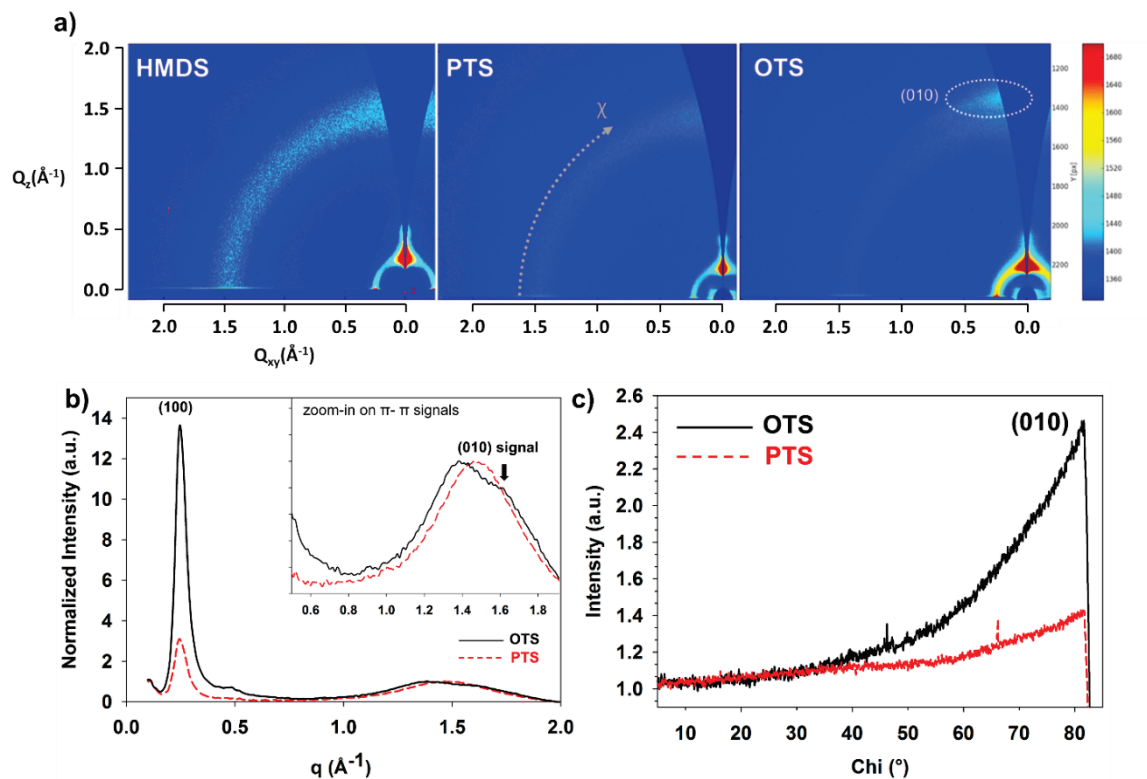 a)
HMDS
PTS
OTS
(010)
χ
2.0
1.5
1.0
0.5
0.0
Qz(Å-1)
2.0 1.5 1.0 0.5 0.0
2.0 1.5 1.0 0.5 0.0
2.0 1.5 1.0 0.5 0.0
Qxy(Å-1)
1200
1400
1600
1800
2000
2200
Y [px]
1680
1640
1600
1560
1520
1480
1440
1400
1360
b)
(100)
zoom-in on π- π signals
(010) signal
0.6 0.8 1.0 1.2 1.4 1.6 1.8
OTS
PTS
Normalized Intensity (a.u.)
14
12
10
8
6
4
2
0
0.0 0.5 1.0 1.5 2.0
q (Å-1)
c)
OTS
PTS
(010)
Intensity (a.u.)
2.6
2.4
2.2
2.0
1.8
1.6
1.4
1.2
1.0
10 20 30 40 50 60 70 80
Chi (°)